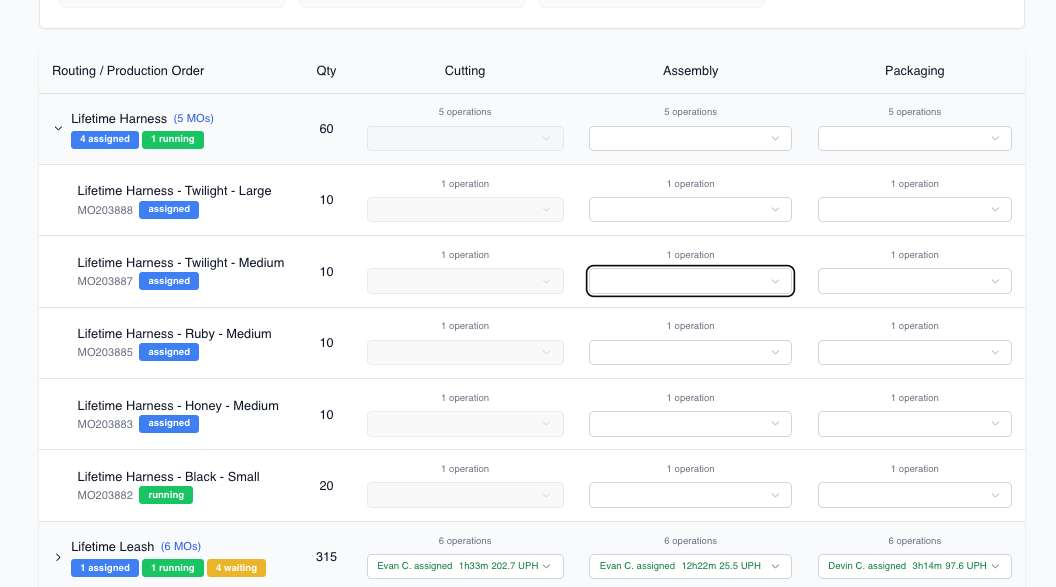 Routing / Production Order Qty Cutting Assembly Packaging
5 operations 5 operations 5 operations
Lifetime Harness (5 MOs) 60
4 assigned 1 running
1 operation 1 operation 1 operation
Lifetime Harness - Twilight - Large 10
MO203888 assigned
1 operation 1 operation 1 operation
Lifetime Harness - Twilight - Medium 10
MO203887 assigned
1 operation 1 operation 1 operation
Lifetime Harness - Ruby - Medium 10
MO203885 assigned
1 operation 1 operation 1 operation
Lifetime Harness - Honey - Medium 10
MO203883 assigned
1 operation 1 operation 1 operation
Lifetime Harness - Black - Small 20
MO203882 running
6 operations 6 operations 6 operations
Lifetime Leash (6 MOs) 315
1 assigned 1 running 4 waiting Evan C. assigned 1h33m 202.7 UPH Evan C. assigned 12h22m 25.5 UPH Devin C. assigned 3h14m 97.6 UPH